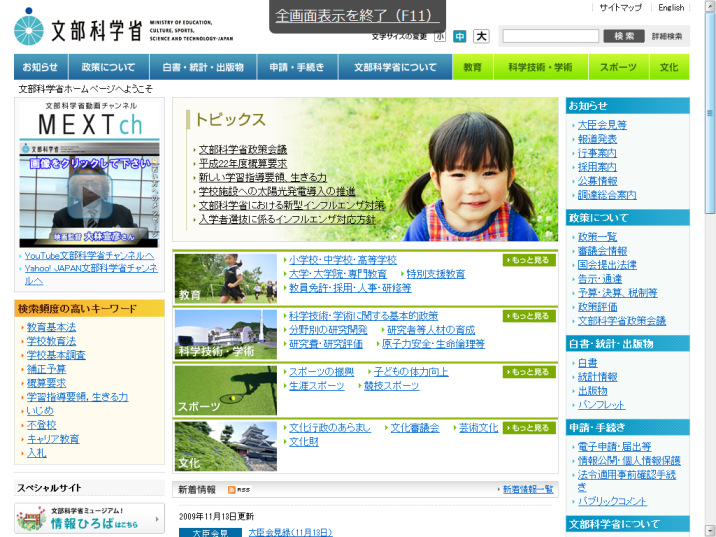 サイトマップ
English
全画面表示を終了（F11）
文部科学省
MINISTRY OF EDUCATION,
CULTURE, SPORTS,
SCIENCE AND TECHNOLOGY-JAPAN
文字サイズの変更 小 中 大
検索 詳細検索
お知らせ 政策について 白書・統計・出版物 申請・手続き 文部科学省について 教育 科学技術・学術 スポーツ 文化
文部科学省ホームページへようこそ
文部科学省動画チャンネル
MEXTch
文部科学省
画像をクリックして下さい
映画監督 大林宣彦さん
YouTube文部科学省チャンネルへ
Yahoo! JAPAN文部科学省チャンネ
ルへ
検索頻度の高いキーワード
教育基本法
学校教育法
学校基本調査
補正予算
概算要求
学習指導要領, 生きる力
いじめ
不登校
キャリア教育
入札
スペシャルサイト
文部科学省ミュージアム!
情報ひろばはこちら
トピックス
文部科学省政策会議
平成22年度概算要求
新しい学習指導要領、生きる力
学校施設への太陽光発電導入の推進
文部科学省における新型インフルエンザ対策
入学者選抜に係るインフルエンザ対応方針
教育
小学校・中学校・高等学校
大学・大学院・専門教育 特別支援教育
教員免許・採用・人事・研修等
もっと見る
科学技術・学術
科学技術・学術に関する基本的政策
分野別の研究開発 研究者等人材の育成
研究費・研究評価 原子力安全・生命倫理等
もっと見る
スポーツ
スポーツの振興 子どもの体力向上
生涯スポーツ 競技スポーツ
もっと見る
文化
文化行政のあらまし 文化審議会 芸術文化
文化財
もっと見る
新着情報 RSS 新着情報一覧
2009年11月13日更新
大臣会見 大臣会見録(11月13日)
お知らせ
大臣会見等
報道発表
行事案内
採用案内
公募情報
調達総合案内
政策について
政策一覧
審議会情報
国会提出法律
告示・通達
予算・決算、税制等
政策評価
文部科学省政策会議
白書・統計・出版物
白書
統計情報
出版物
パンフレット
申請・手続き
電子申請・届出等
情報公開・個人情報保護
法令適用事前確認手続
き
パブリックコメント
文部科学省について